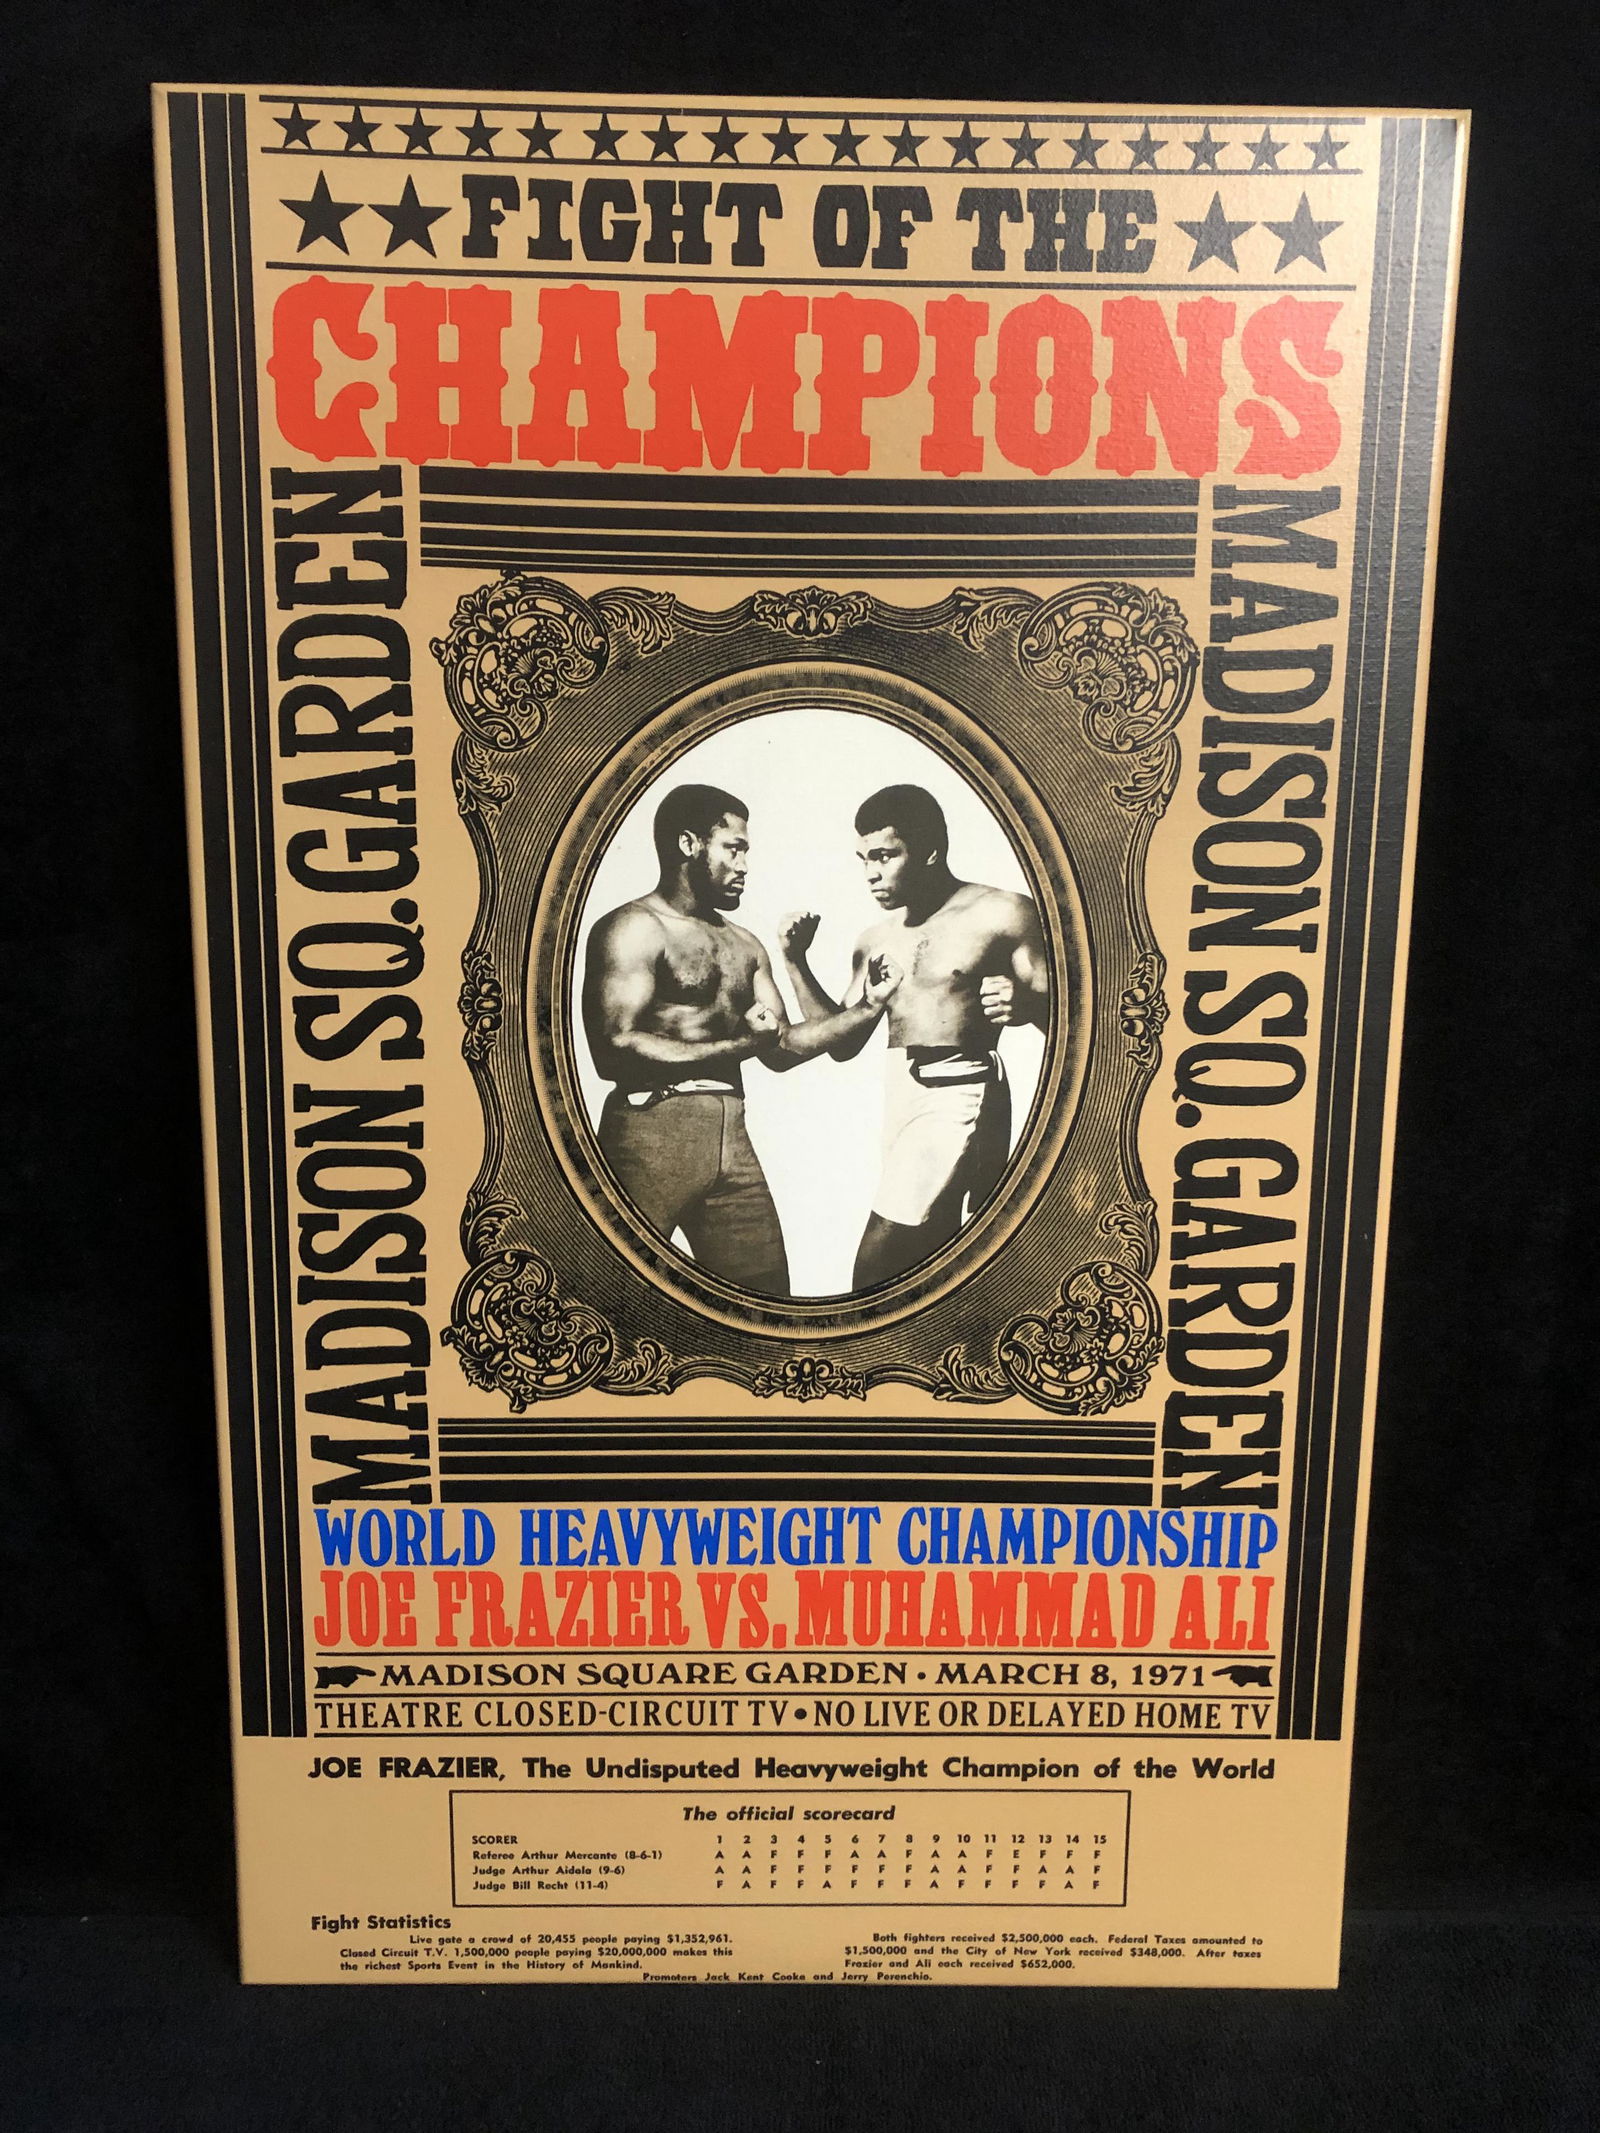 FIGHT OF THE
CHAMPIONS
MADISON SQ. GARDEN
MADISON SQ. GARDEN
WORLD HEAVYWEIGHT CHAMPIONSHIP
JOE FRAZIER VS. MUHAMMAD ALI
MADISON SQUARE GARDEN • MARCH 8, 1971
THEATRE CLOSED-CIRCUIT TV • NO LIVE OR DELAYED HOME TV
JOE FRAZIER, The Undisputed Heavyweight Champion of the World
The official scorecard
SCORER 1 2 3 4 5 6 7 8 9 10 11 12 13 14 15
Referee Arthur Mercante (8-6-1) A A F F F A A F A A F E F F F
Judge Arthur Aidala (9-6) A A F F F F F F A A F F A A F
Judge Bill Recht (11-4) F A F F A F F F A F F F F A F
Fight Statistics
Live gate a crowd of 20,455 people paying $1,352,961.
Closed Circuit T.V. 1,500,000 people paying $20,000,000 makes this
the richest Sports Event in the History of Mankind.
Both fighters received $2,500,000 each. Federal Taxes amounted to
$1,500,000 and the City of New York received $348,000. After taxes
Frazier and Ali each received $652,000.
Promoters Jack Kent Cooke and Jerry Perenchio.